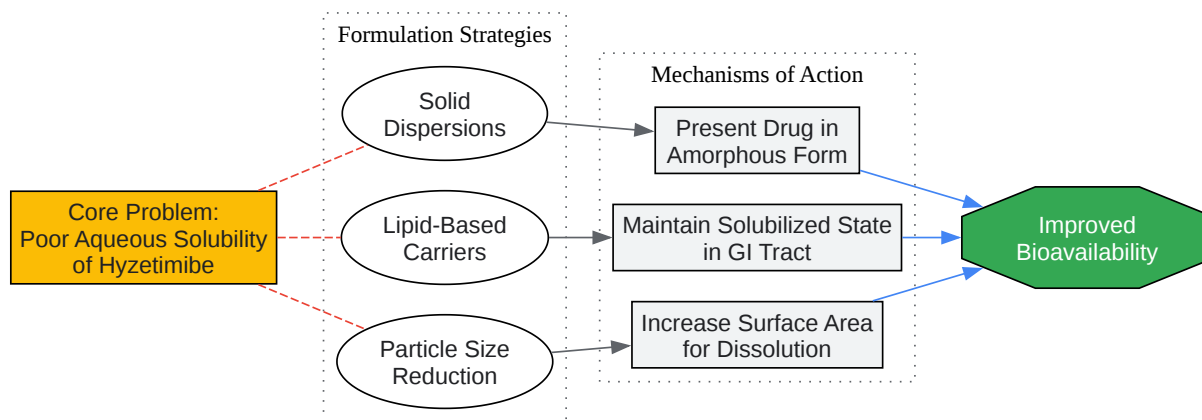 Formulation Strategies
Mechanisms of Action
Solid
Dispersions
Present Drug in
Amorphous Form
Core Problem:
Poor Aqueous Solubility
of Hyzetimibe
Lipid-Based
Carriers
Maintain Solubilized State
in GI Tract
Improved
Bioavailability
Particle Size
Reduction
Increase Surface Area
for Dissolution